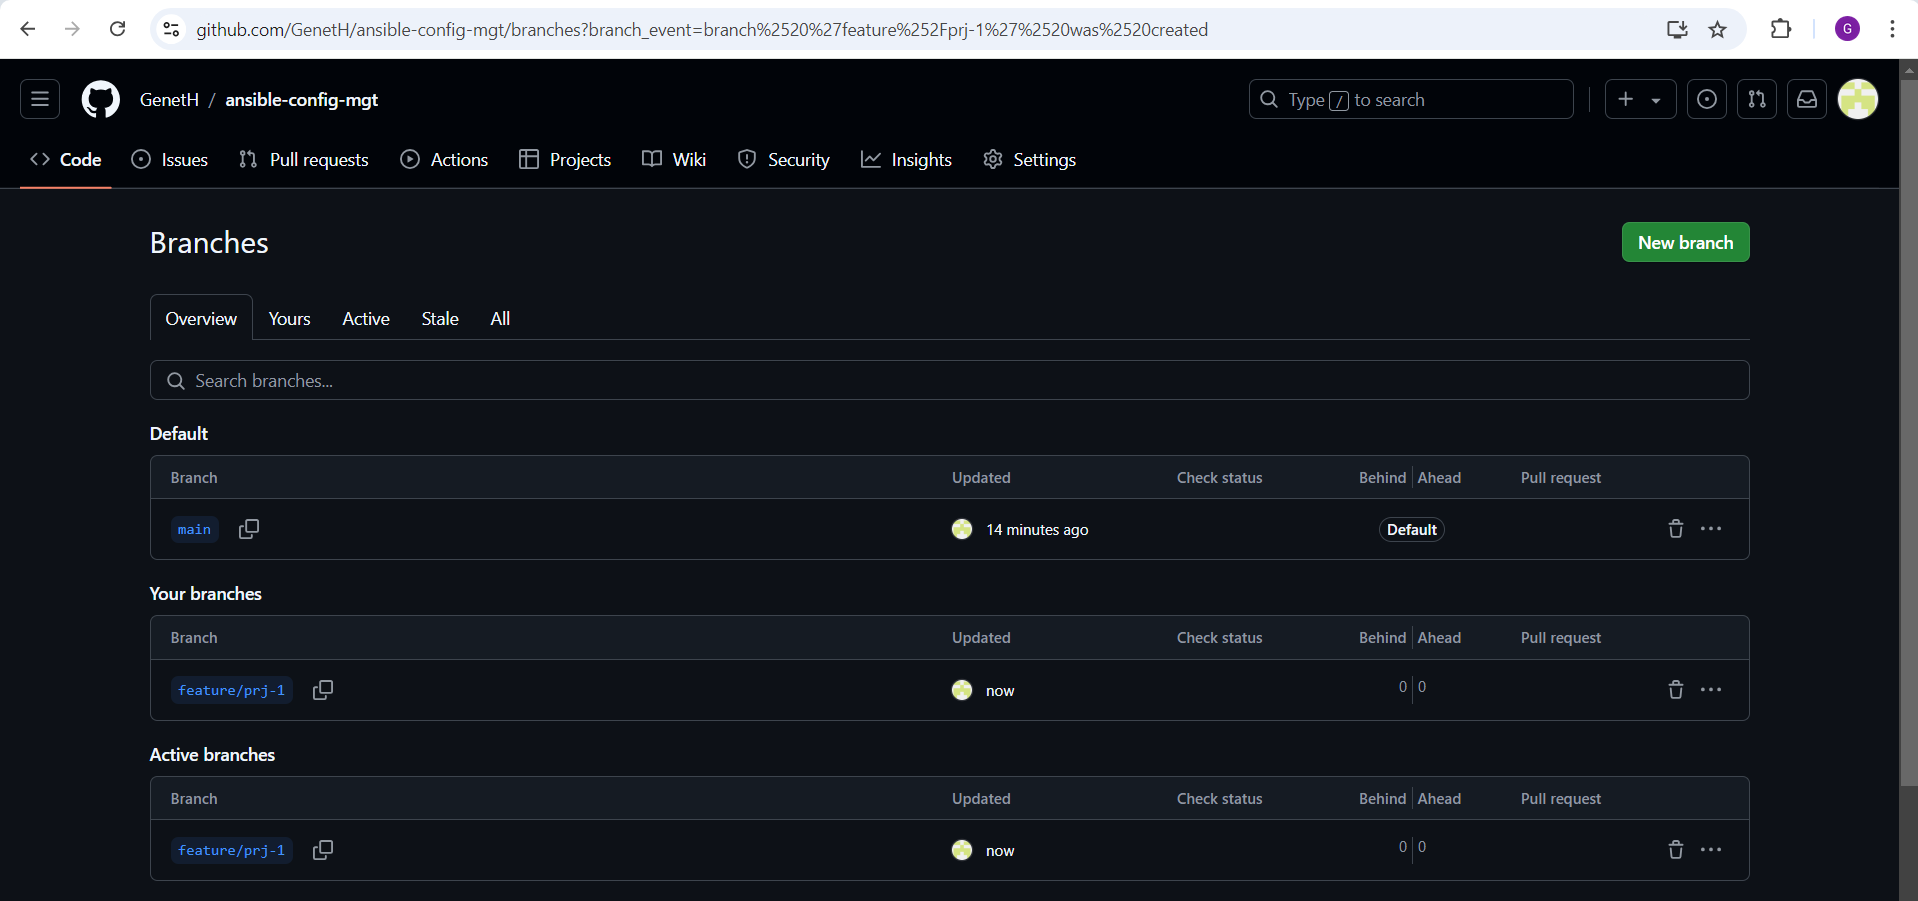 github.com/GenetH/ansible-config-mgt/branches?branch_event=branch%2520%27feature%252Fprj-1%27%2520was%2520created
G
GenetH / ansible-config-mgt
Type / to search
Code Issues Pull requests Actions Projects Wiki Security Insights Settings
Branches
New branch
Overview Yours Active Stale All
Search branches...
Default
Branch Updated Check status Behind Ahead Pull request
main 14 minutes ago Default
Your branches
Branch Updated Check status Behind Ahead Pull request
feature/prj-1 now 0 0
Active branches
Branch Updated Check status Behind Ahead Pull request
feature/prj-1 now 0 0